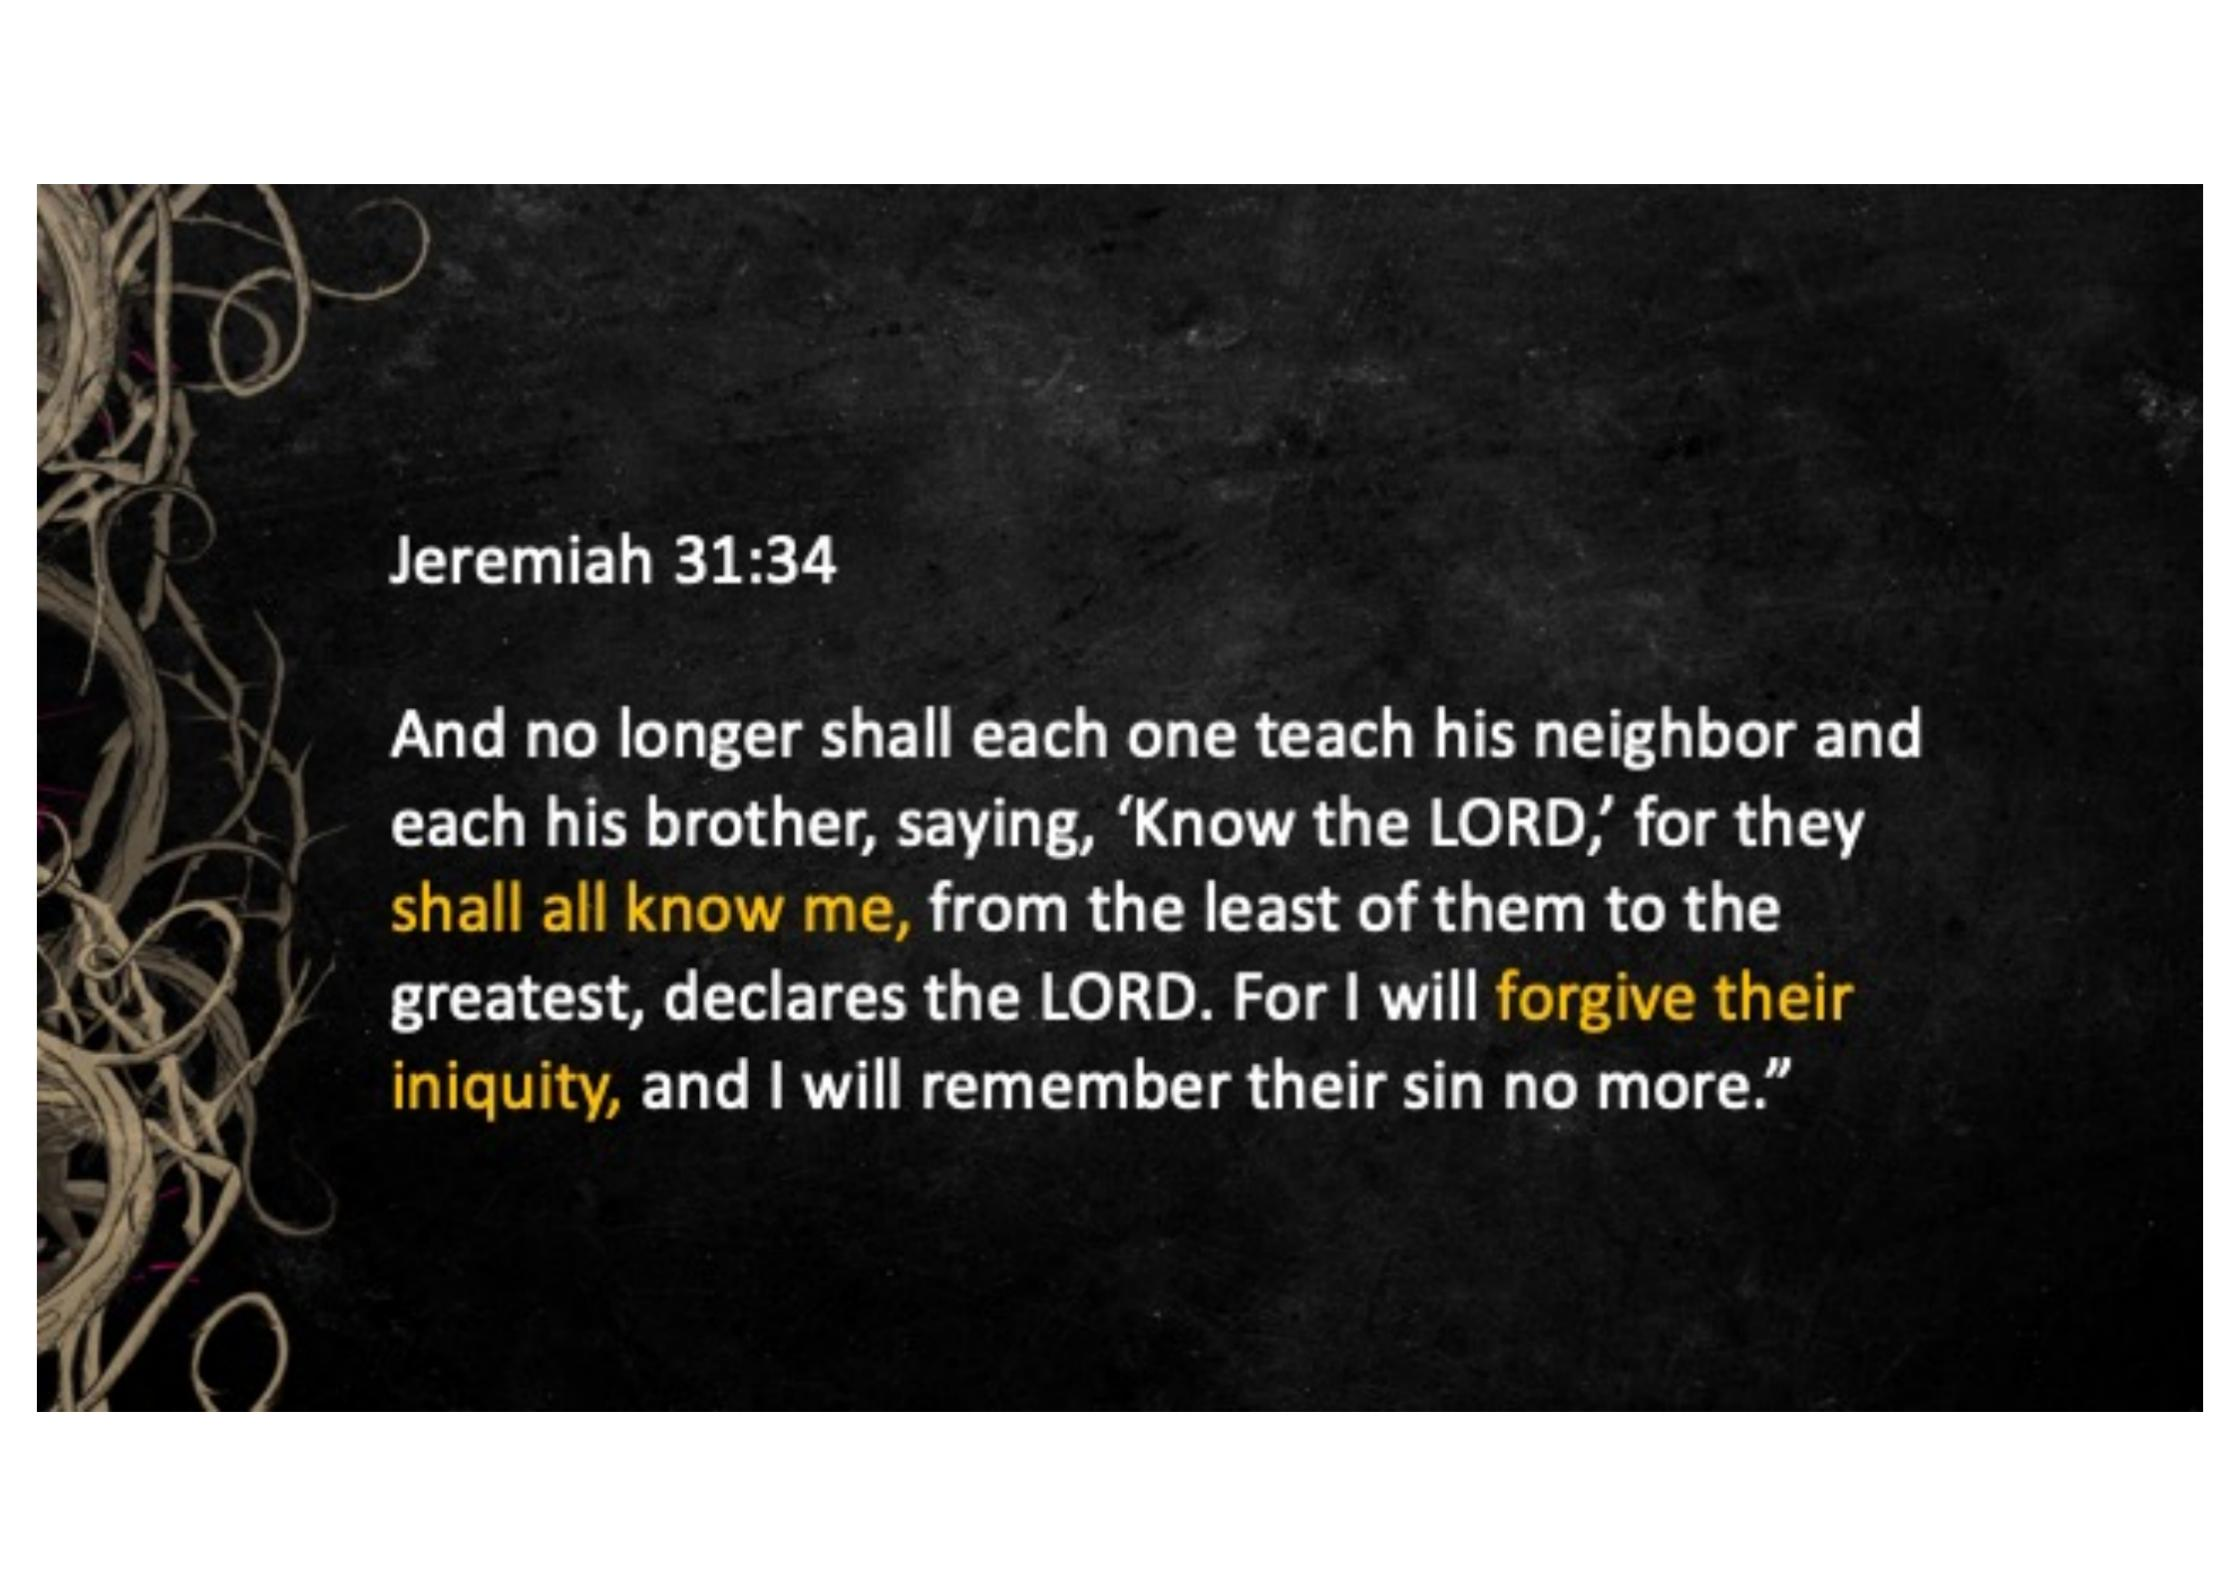 Jeremiah 31:34
And no longer shall each one teach his neighbor and
each his brother, saying, ‘Know the LORD,’ for they
shall all know me, from the least of them to the
greatest, declares the LORD. For I will forgive their
iniquity, and I will remember their sin no more.”